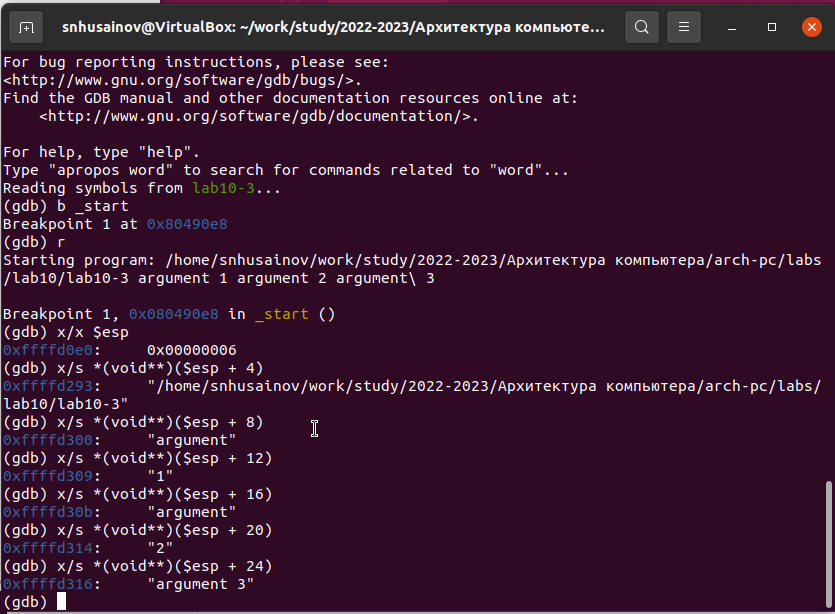 snhusainov@VirtualBox: ~/work/study/2022-2023/Архитектура компьюте...
For bug reporting instructions, please see:
<http://www.gnu.org/software/gdb/bugs/>.
Find the GDB manual and other documentation resources online at:
    <http://www.gnu.org/software/gdb/documentation/>.

For help, type "help".
Type "apropos word" to search for commands related to "word"...
Reading symbols from lab10-3...
(gdb) b _start
Breakpoint 1 at 0x80490e8
(gdb) r
Starting program: /home/snhusainov/work/study/2022-2023/Архитектура компьютера/arch-pc/labs
/lab10/lab10-3 argument 1 argument 2 argument\ 3

Breakpoint 1, 0x080490e8 in _start ()
(gdb) x/x $esp
0xffffd0e0:     0x00000006
(gdb) x/s *(void**)($esp + 4)
0xffffd293:     "/home/snhusainov/work/study/2022-2023/Архитектура компьютера/arch-pc/labs/
lab10/lab10-3"
(gdb) x/s *(void**)($esp + 8)
0xffffd300:     "argument"
(gdb) x/s *(void**)($esp + 12)
0xffffd309:     "1"
(gdb) x/s *(void**)($esp + 16)
0xffffd30b:     "argument"
(gdb) x/s *(void**)($esp + 20)
0xffffd314:     "2"
(gdb) x/s *(void**)($esp + 24)
0xffffd316:     "argument 3"
(gdb)